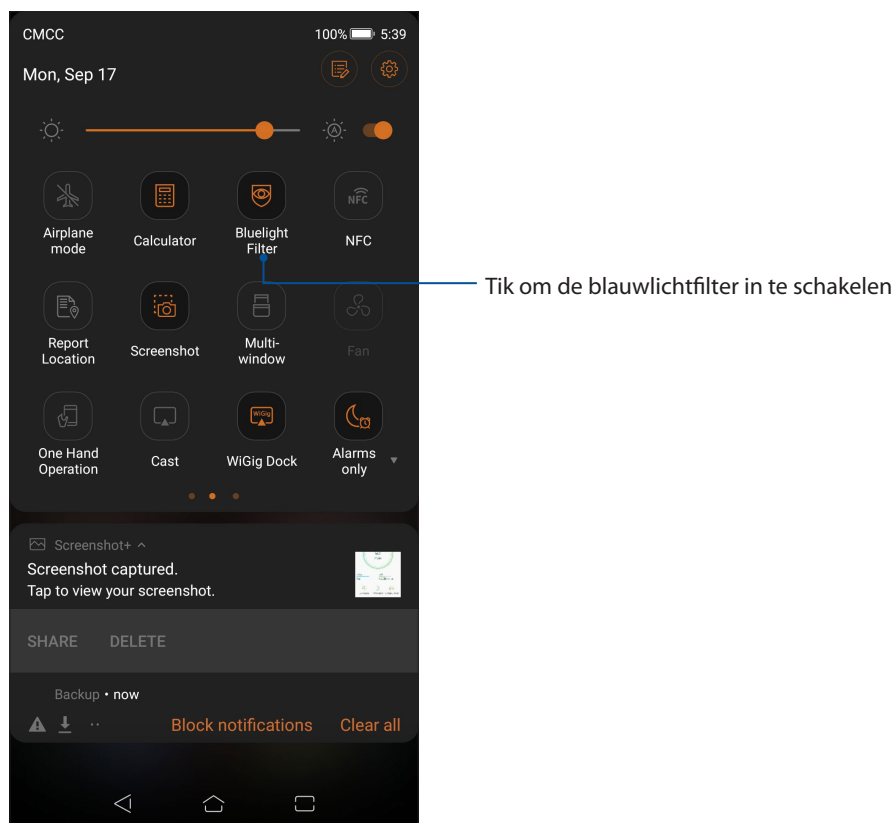 CMCC 100% 5:39
Mon, Sep 17
A
NFC
Airplane mode
Calculator
Bluelight Filter
NFC
Tik om de blauwlichtfilter in te schakelen
Report Location
Screenshot
Multi-window
Fan
WiGig
One Hand Operation
Cast
WiGig Dock
Alarms only
Screenshot+
Screenshot captured.
Tap to view your screenshot.
SHARE DELETE
Backup • now
Block notifications Clear all